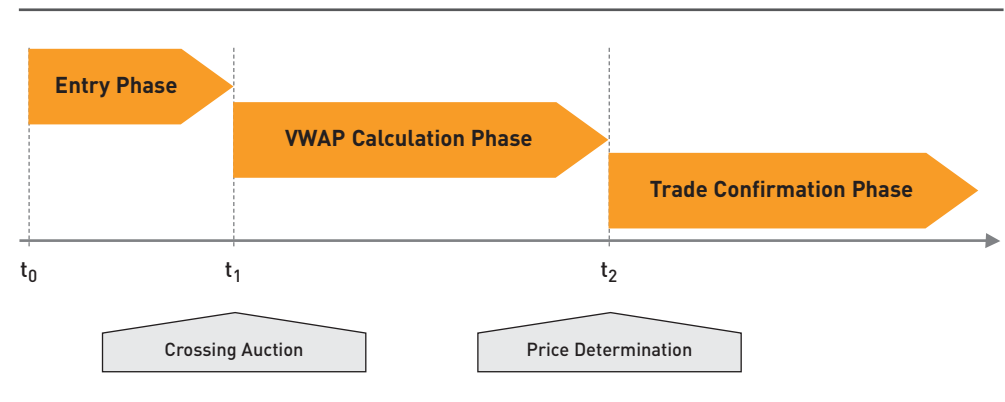 Entry Phase
VWAP Calculation Phase
Trade Confirmation Phase
t0
t1
t2
Crossing Auction
Price Determination